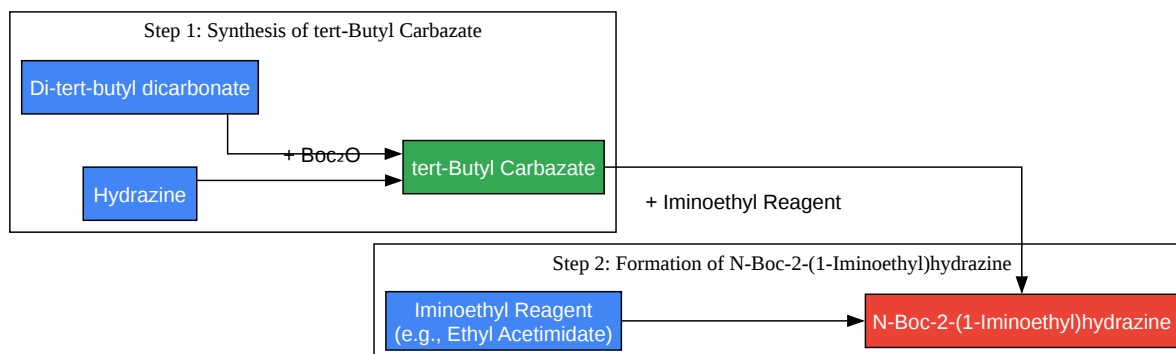 Step 1: Synthesis of tert-Butyl Carbazate
Di-tert-butyl dicarbonate
+ Boc₂O
tert-Butyl Carbazate
Hydrazine
+ Iminoethyl Reagent
Step 2: Formation of N-Boc-2-(1-Iminoethyl)hydrazine
Iminoethyl Reagent
(e.g., Ethyl Acetimidate)
N-Boc-2-(1-Iminoethyl)hydrazine